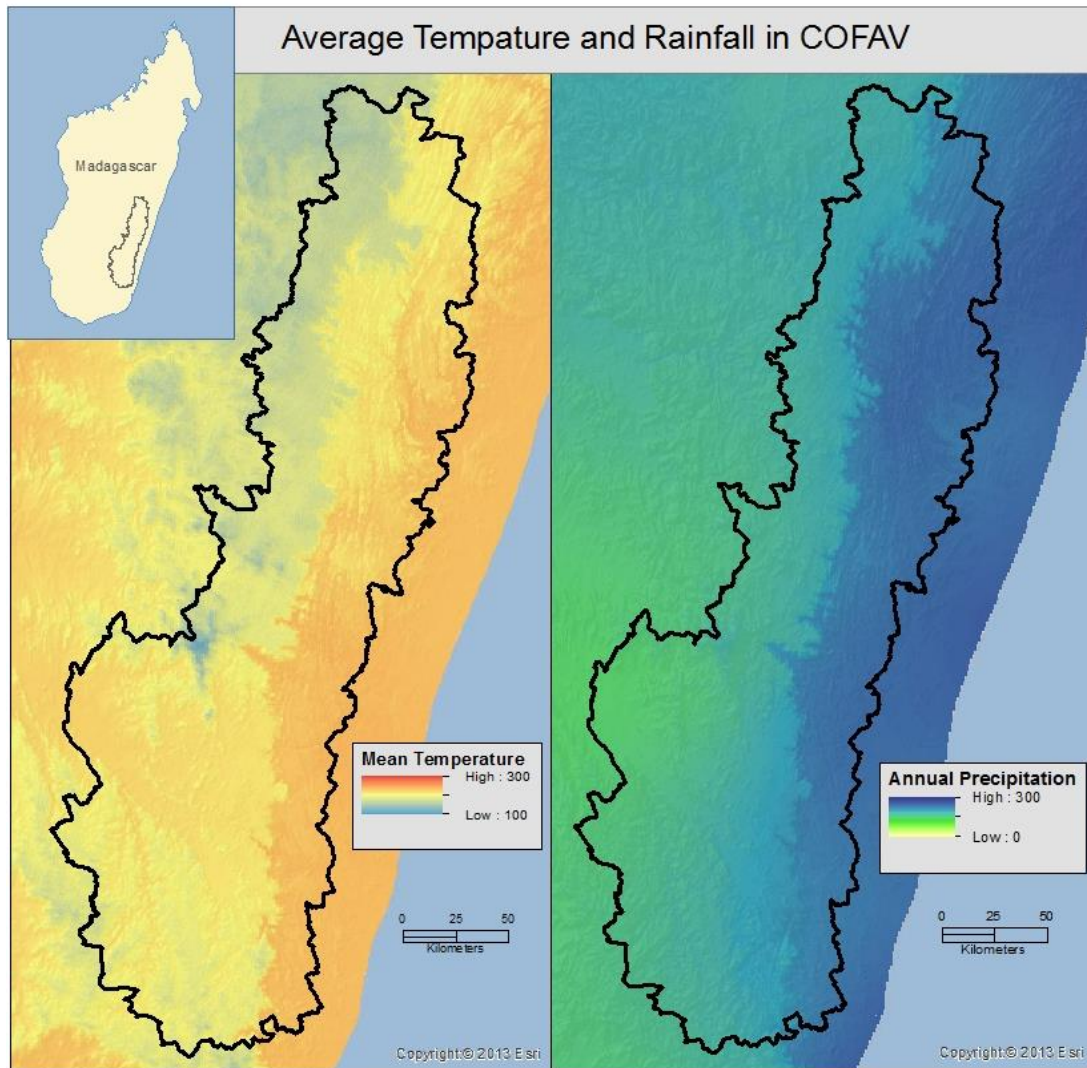 Average Tempature and Rainfall in COFAV
Madagascar
Mean Temperature
High : 300
Low : 100
0 25 50
Kilometers
Copyright:© 2013 Esri
Annual Precipitation
High : 300
Low : 0
0 25 50
Kilometers
Copyright:© 2013 Esri